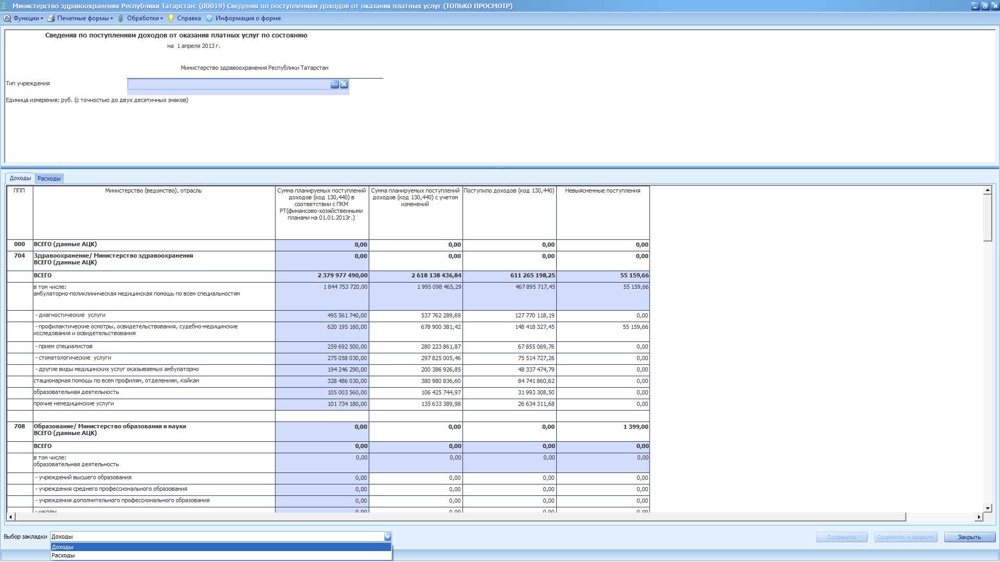 Министерство здравоохранения Республики Татарстан: (00019) Сведения по поступлениям доходов от оказания платных услуг (ТОЛЬКО ПРОСМОТР)
Функции Печатные формы Обработки Справка Информация о форме
Сведения по поступлениям доходов от оказания платных услуг по состоянию
на 1 апреля 2013 г.
Министерство здравоохранения Республики Татарстан
Тип учреждения
Единица измерения: руб. (с точностью до двух десятичных знаков)
Доходы Расходы
ППП Министерство (ведомство), отрасль Сумма планируемых поступлений Сумма планируемых поступлений Поступило доходов (код 130,440) Невыясненные поступления
доходов (код 130,440) в доходов (код 130,440) с учетом
соответствии с ПКМ изменений
РТ(финансово-хозяйственными
планами на 01.01.2013г.)
000 ВСЕГО (данные АЦК) 0,00 0,00 0,00 0,00
704 Здравоохранение/ Министерство здравоохранения 0,00 0,00 0,00 0,00
ВСЕГО (данные АЦК)
ВСЕГО 2 379 977 490,00 2 618 138 436,84 611 265 198,25 55 159,66
в том числе: 1 844 753 720,00 1 995 098 465,29 467 895 717,45 55 159,66
амбулаторно-поликлиническая медицинская помощь по всем специальностям
- диагностические услуги 495 561 740,00 537 762 289,69 127 770 118,19 0,00
- профилактические осмотры, освидетельствования, судебно-медицинские 620 195 160,00 678 900 381,42 148 418 327,45 55 159,66
исследования и освидетельствования
- прием специалистов 259 692 500,00 280 223 861,87 67 855 069,76 0,00
- стоматологические услуги 275 058 030,00 297 825 005,46 75 514 727,26 0,00
- другие виды медицинских услуг оказываемых амбулаторно 194 246 290,00 200 386 926,85 48 337 474,79 0,00
стационарная помощь по всем профилям, отделениям, койкам 328 486 030,00 380 980 836,60 84 741 860,62 0,00
образовательная деятельность 105 003 560,00 106 425 744,97 31 993 308,50 0,00
прочие немедицинские услуги 101 734 180,00 135 633 389,98 26 634 311,68 0,00
708 Образование/ Министерство образования и науки 0,00 0,00 0,00 1 399,00
ВСЕГО (данные АЦК)
ВСЕГО 0,00 0,00 0,00 0,00
в том числе: 0,00 0,00 0,00 0,00
образовательная деятельность
- учреждений высшего образования 0,00 0,00 0,00 0,00
- учреждения среднего профессионального образования 0,00 0,00 0,00 0,00
- учреждения дополнительного профессионального образования 0,00 0,00 0,00 0,00
- школы 0,00 0,00 0,00 0,00
Выбор закладки Доходы Сохранить Сохранить и закрыть Закрыть
Доходы
Расходы